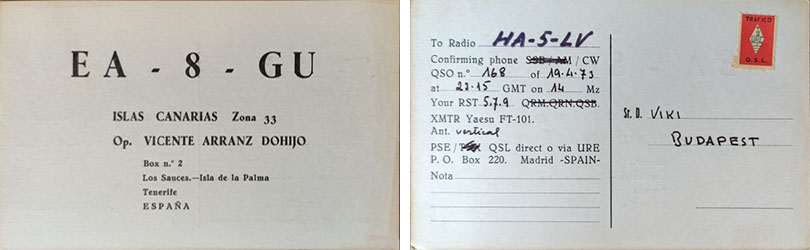 EA - 8 - GU
ISLAS CANARIAS Zona 33
Op. VICENTE ARRANZ DOHIJO
Box n.º 2
Los Sauces.—Isla de la Palma
Tenerife
ESPAÑA
To Radio HA-5-LV
Confirming phone SSB / AM / CW
QSO n.º 168 of 19.4.73
at 23.15 GMT on 14 Mz
Your RST 5.7.9 QRM.QRN.QSB.
XMTR Yaesu FT-101.
Ant. vertical
PSE / QSL direct o via URE
P. O. Box 220. Madrid -SPAIN-
Nota
TRAFICO
Q.S.L.
Sr. D. VIKI
BUDAPEST